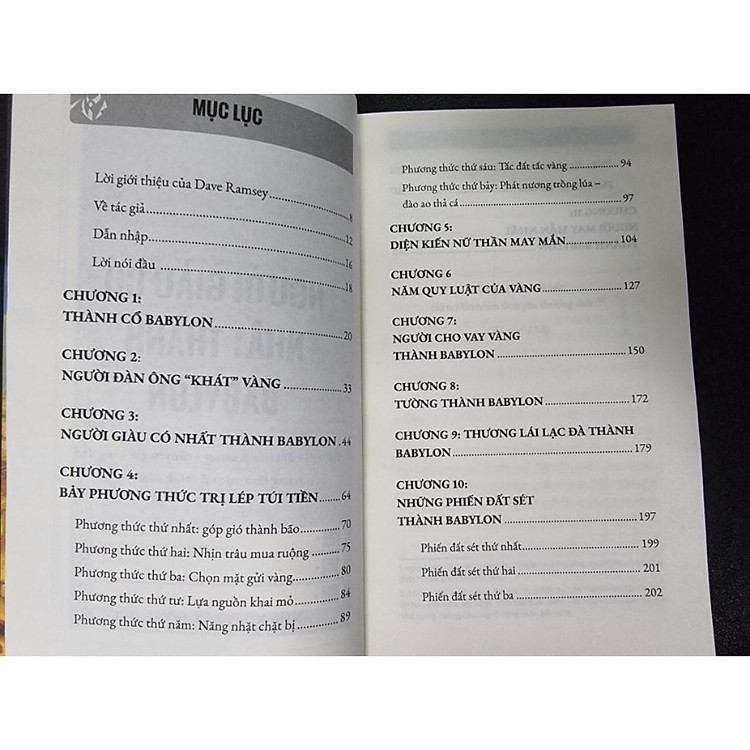 MỤC LỤC
Lời giới thiệu của Dave Ramsey ........ 8
Về tác giả ........ 12
Dẫn nhập ........ 16
Lời nói đầu ........ 18
CHƯƠNG 1:
THÀNH CỔ BABYLON ........ 20
CHƯƠNG 2:
NGƯỜI ĐÀN ÔNG “KHÁT” VÀNG ........ 33
CHƯƠNG 3:
NGƯỜI GIÀU CÓ NHẤT THÀNH BABYLON . 44
CHƯƠNG 4:
BẢY PHƯƠNG THỨC TRỊ LÉP TÚI TIỀN ...... 64
Phương thức thứ nhất: góp gió thành bão ........ 70
Phương thức thứ hai: Nhịn trâu mua ruộng ........ 75
Phương thức thứ ba: Chọn mặt gửi vàng ........ 80
Phương thức thứ tư: Lựa nguồn khai mỏ ........ 84
Phương thức thứ năm: Năng nhặt chặt bị ........ 89
Phương thức thứ sáu: Tấc đất tấc vàng ........ 94
Phương thức thứ bảy: Phát nương trồng lúa –
đào ao thả cá ........ 97
CHƯƠNG 5:
DIỆN KIẾN NỮ THẦN MAY MẮN ........ 104
CHƯƠNG 6
NĂM QUY LUẬT CỦA VÀNG ........ 127
CHƯƠNG 7:
NGƯỜI CHO VAY VÀNG
THÀNH BABYLON ........ 150
CHƯƠNG 8:
TƯỜNG THÀNH BABYLON ........ 172
CHƯƠNG 9: THƯƠNG LÁI LẠC ĐÀ THÀNH
BABYLON ........ 179
CHƯƠNG 10:
NHỮNG PHIẾN ĐẤT SÉT
THÀNH BABYLON ........ 197
Phiến đất sét thứ nhất ........ 199
Phiến đất sét thứ hai ........ 201
Phiến đất sét thứ ba ........ 202